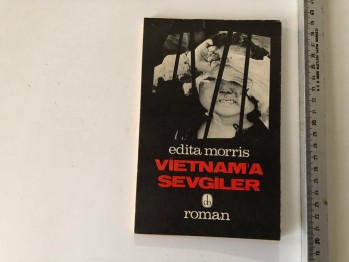 edita morris
VİETNAM'A
SEVGİLER
roman